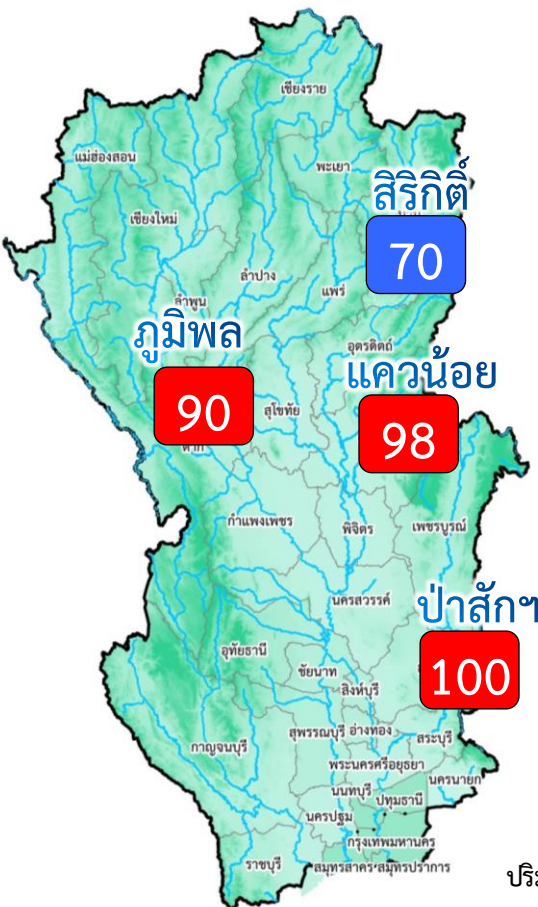 เชียงราย
แม่ฮ่องสอน
พะเยา
สิริกิติ์
70
เชียงใหม่
ลำปาง
แพร่
ลำพูน
ภูมิพล
90
อุตรดิตถ์
แควน้อย
98
สุโขทัย
ตาก
กำแพงเพชร
พิจิตร
เพชรบูรณ์
นครสวรรค์
ป่าสักฯ
100
อุทัยธานี
ชัยนาท
สิงห์บุรี
สุพรรณบุรี อ่างทอง
สระบุรี
กาญจนบุรี
พระนครศรีอยุธยา
นครนายก
นนทบุรี
ปทุมธานี
นครปฐม
กรุงเทพมหานคร
ราชบุรี
สมุทรสาคร สมุทรปราการ